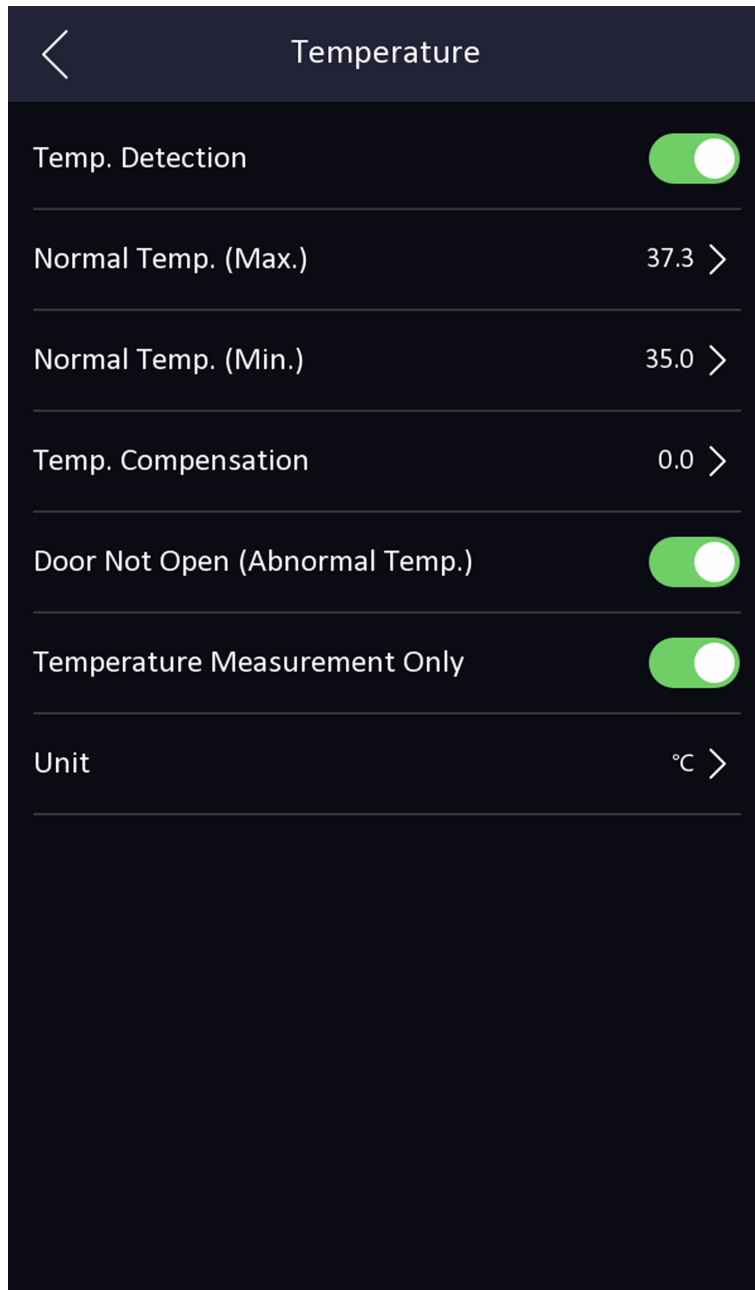 Temperature
Temp. Detection
Normal Temp. (Max.) 37.3
Normal Temp. (Min.) 35.0
Temp. Compensation 0.0
Door Not Open (Abnormal Temp.)
Temperature Measurement Only
Unit °C